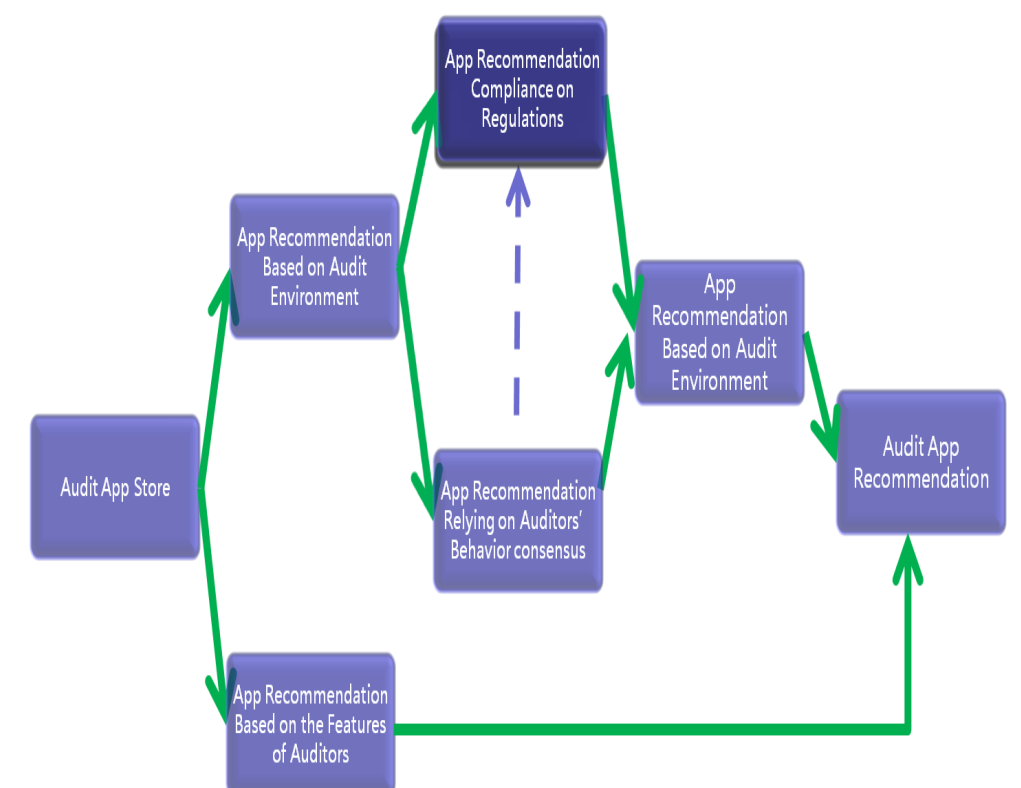 App Recommendation
Compliance on
Regulations
App Recommendation
Based on Audit
Environment
App
Recommendation
Based on Audit
Environment
Audit App Store
App Recommendation
Relying on Auditors'
Behavior consensus
Audit App
Recommendation
App Recommendation
Based on the Features
of Auditors